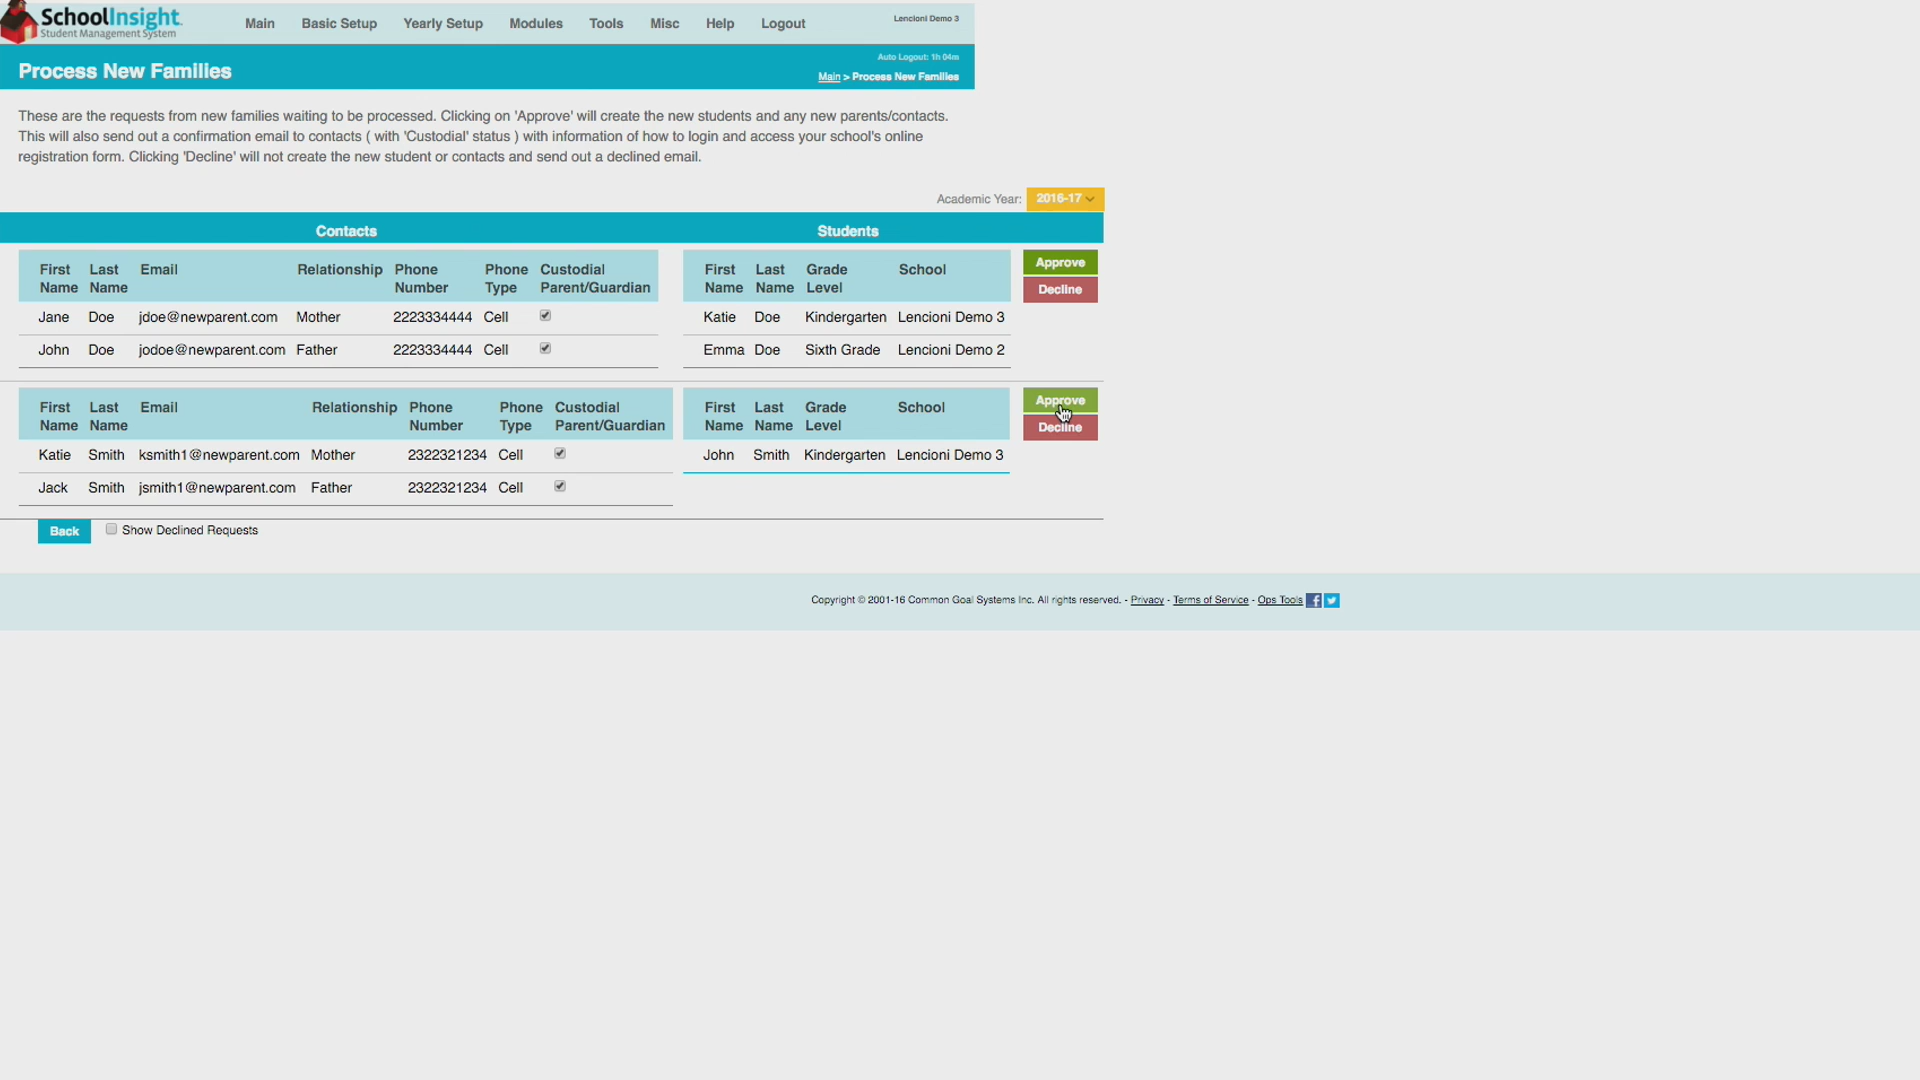 SchoolInsight
Student Management System
Main Basic Setup Yearly Setup Modules Tools Misc Help Logout
Lencioni Demo 3
Auto Logout: 1h 04m
Process New Families
Main > Process New Families
These are the requests from new families waiting to be processed. Clicking on 'Approve' will create the new students and any new parents/contacts.
This will also send out a confirmation email to contacts ( with 'Custodial' status ) with information of how to login and access your school's online
registration form. Clicking 'Decline' will not create the new student or contacts and send out a declined email.
Academic Year: 2016-17
Contacts Students
First Name Last Name Email Relationship Phone Number Phone Type Custodial Parent/Guardian First Name Last Name Grade Level School Approve
Decline
Jane Doe jdoe@newparent.com Mother 2223334444 Cell Katie Doe Kindergarten Lencioni Demo 3
John Doe jodoe@newparent.com Father 2223334444 Cell Emma Doe Sixth Grade Lencioni Demo 2
First Name Last Name Email Relationship Phone Number Phone Type Custodial Parent/Guardian First Name Last Name Grade Level School Approve
Decline
Katie Smith ksmith1@newparent.com Mother 2322321234 Cell John Smith Kindergarten Lencioni Demo 3
Jack Smith jsmith1@newparent.com Father 2322321234 Cell
Back Show Declined Requests
Copyright © 2001-16 Common Goal Systems Inc. All rights reserved. - Privacy - Terms of Service - Ops Tools